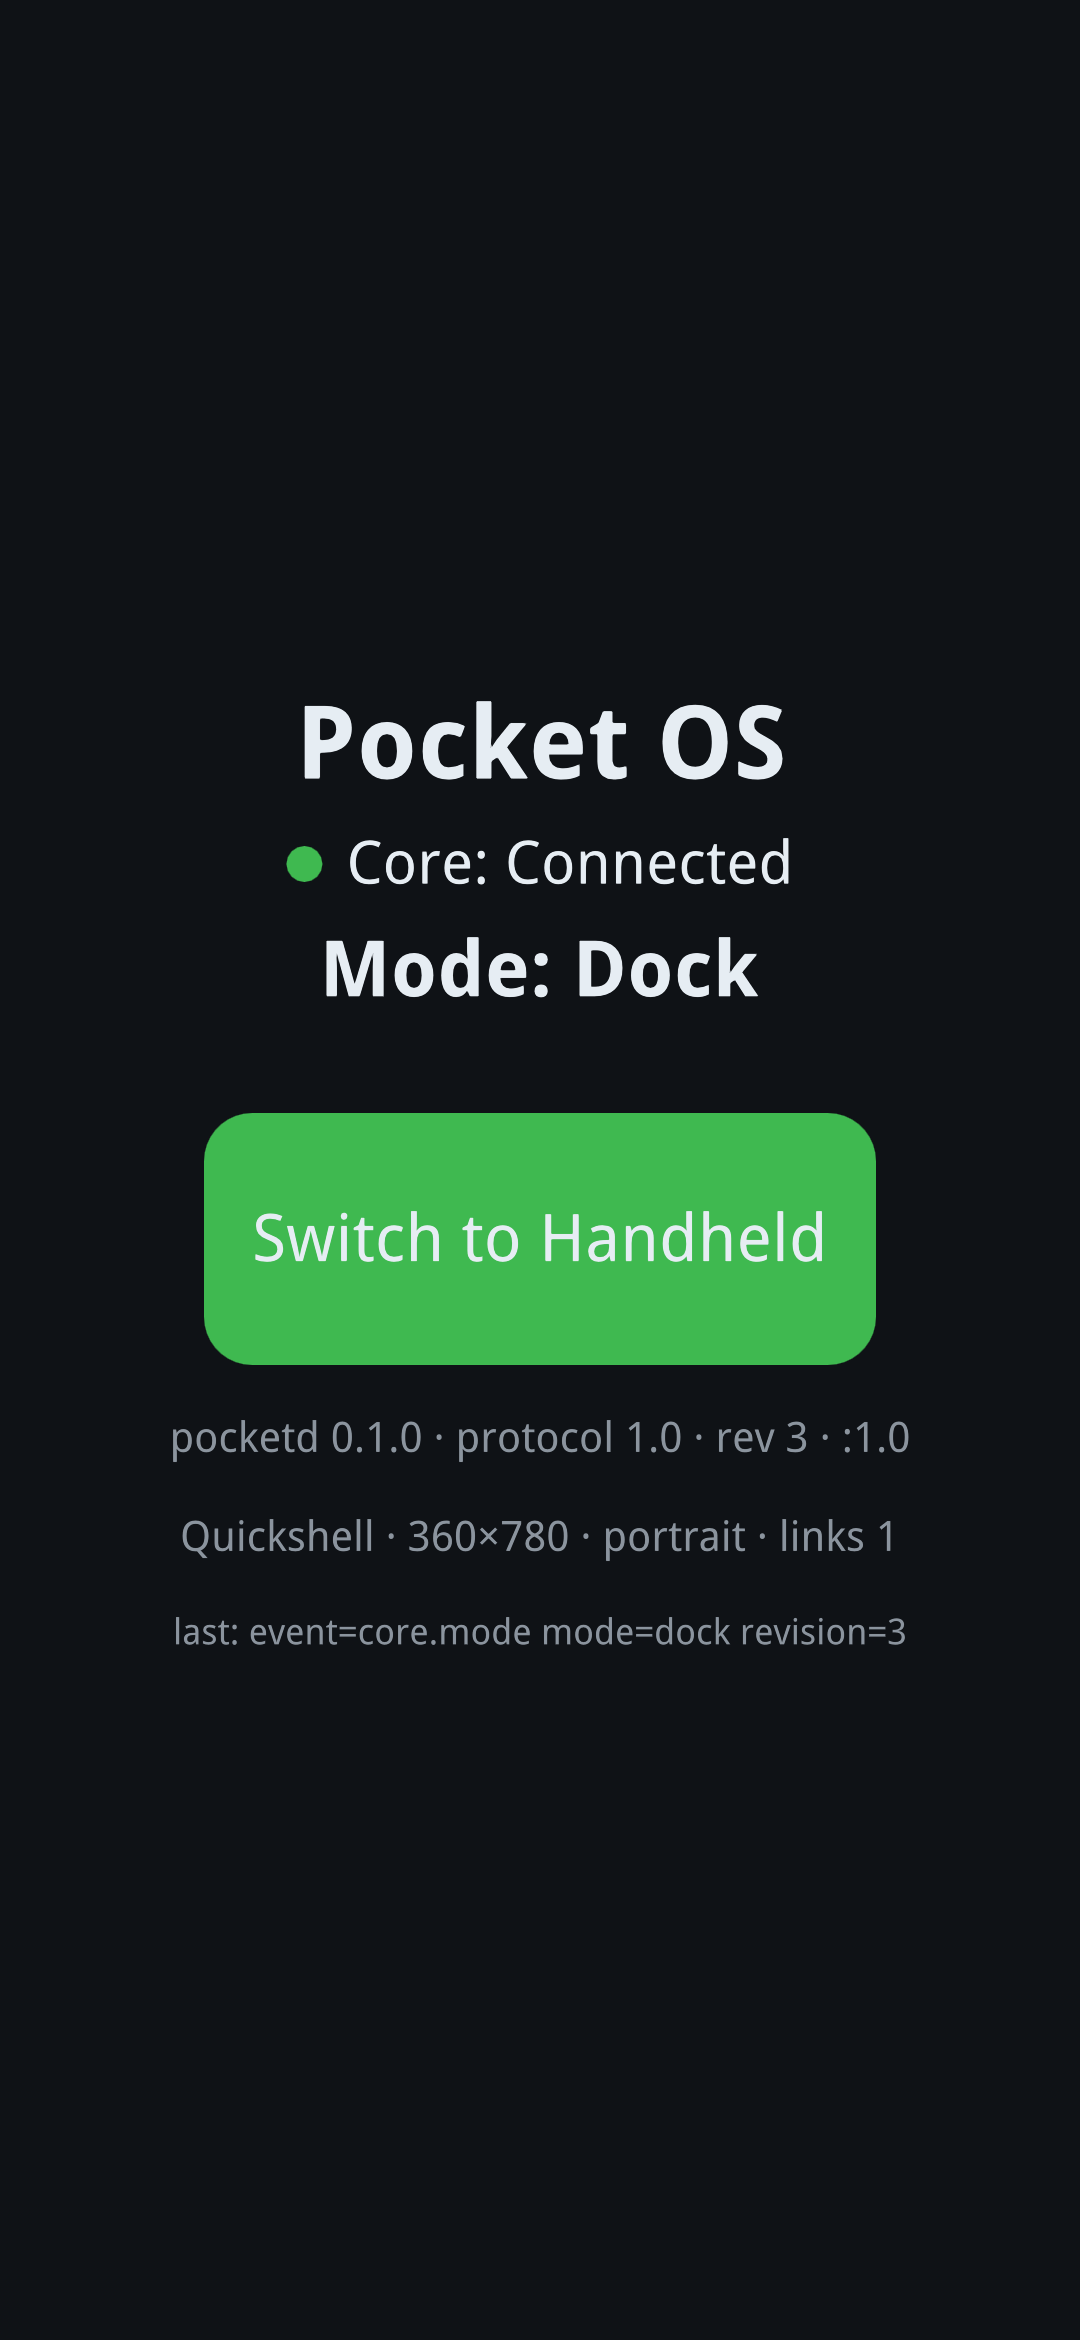 Pocket OS
Core: Connected
Mode: Dock
Switch to Handheld
pocketd 0.1.0 · protocol 1.0 · rev 3 · :1.0
Quickshell · 360×780 · portrait · links 1
last: event=core.mode mode=dock revision=3